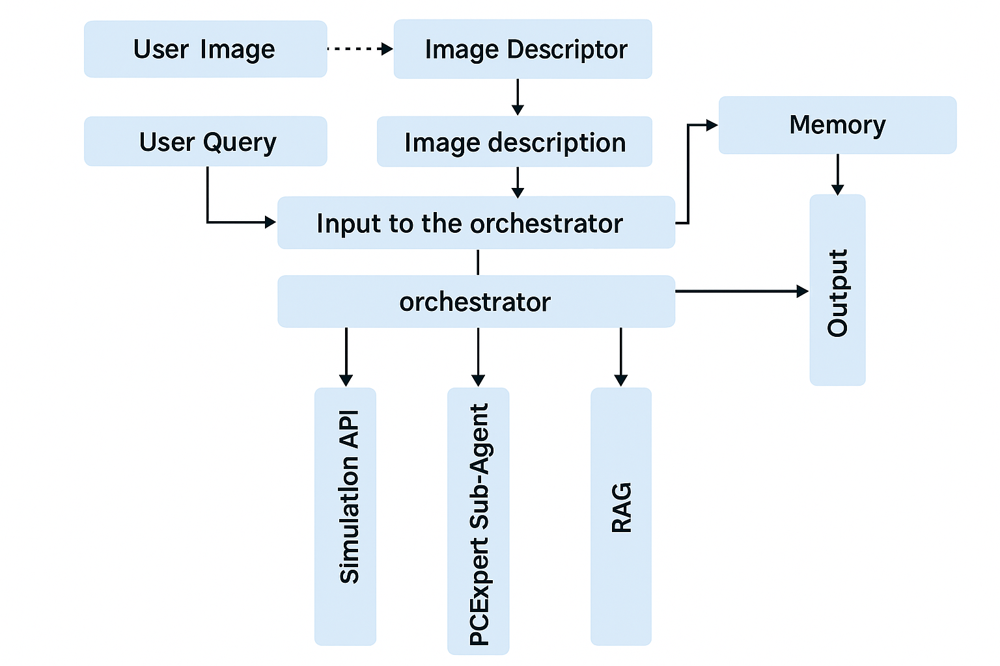 User Image
Image Descriptor
User Query
Image description
Memory
Input to the orchestrator
orchestrator
Output
Simulation API
PCExpert Sub-Agent
RAG